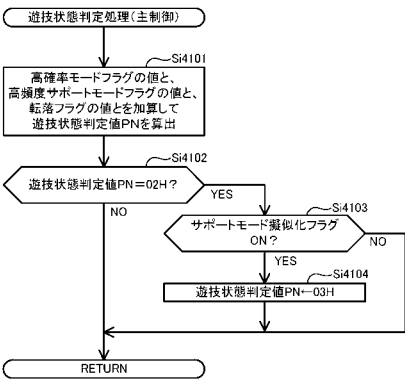 遊技状態判定処理(主制御)
Si4101
高確率モードフラグの値と、
高頻度サポートモードフラグの値と、
転落フラグの値とを加算して
遊技状態判定値PNを算出
Si4102
遊技状態判定値PN=02H?
YES
NO
Si4103
サポートモード擬似化フラグ
ON?
NO
YES
Si4104
遊技状態判定値PN←03H
RETURN